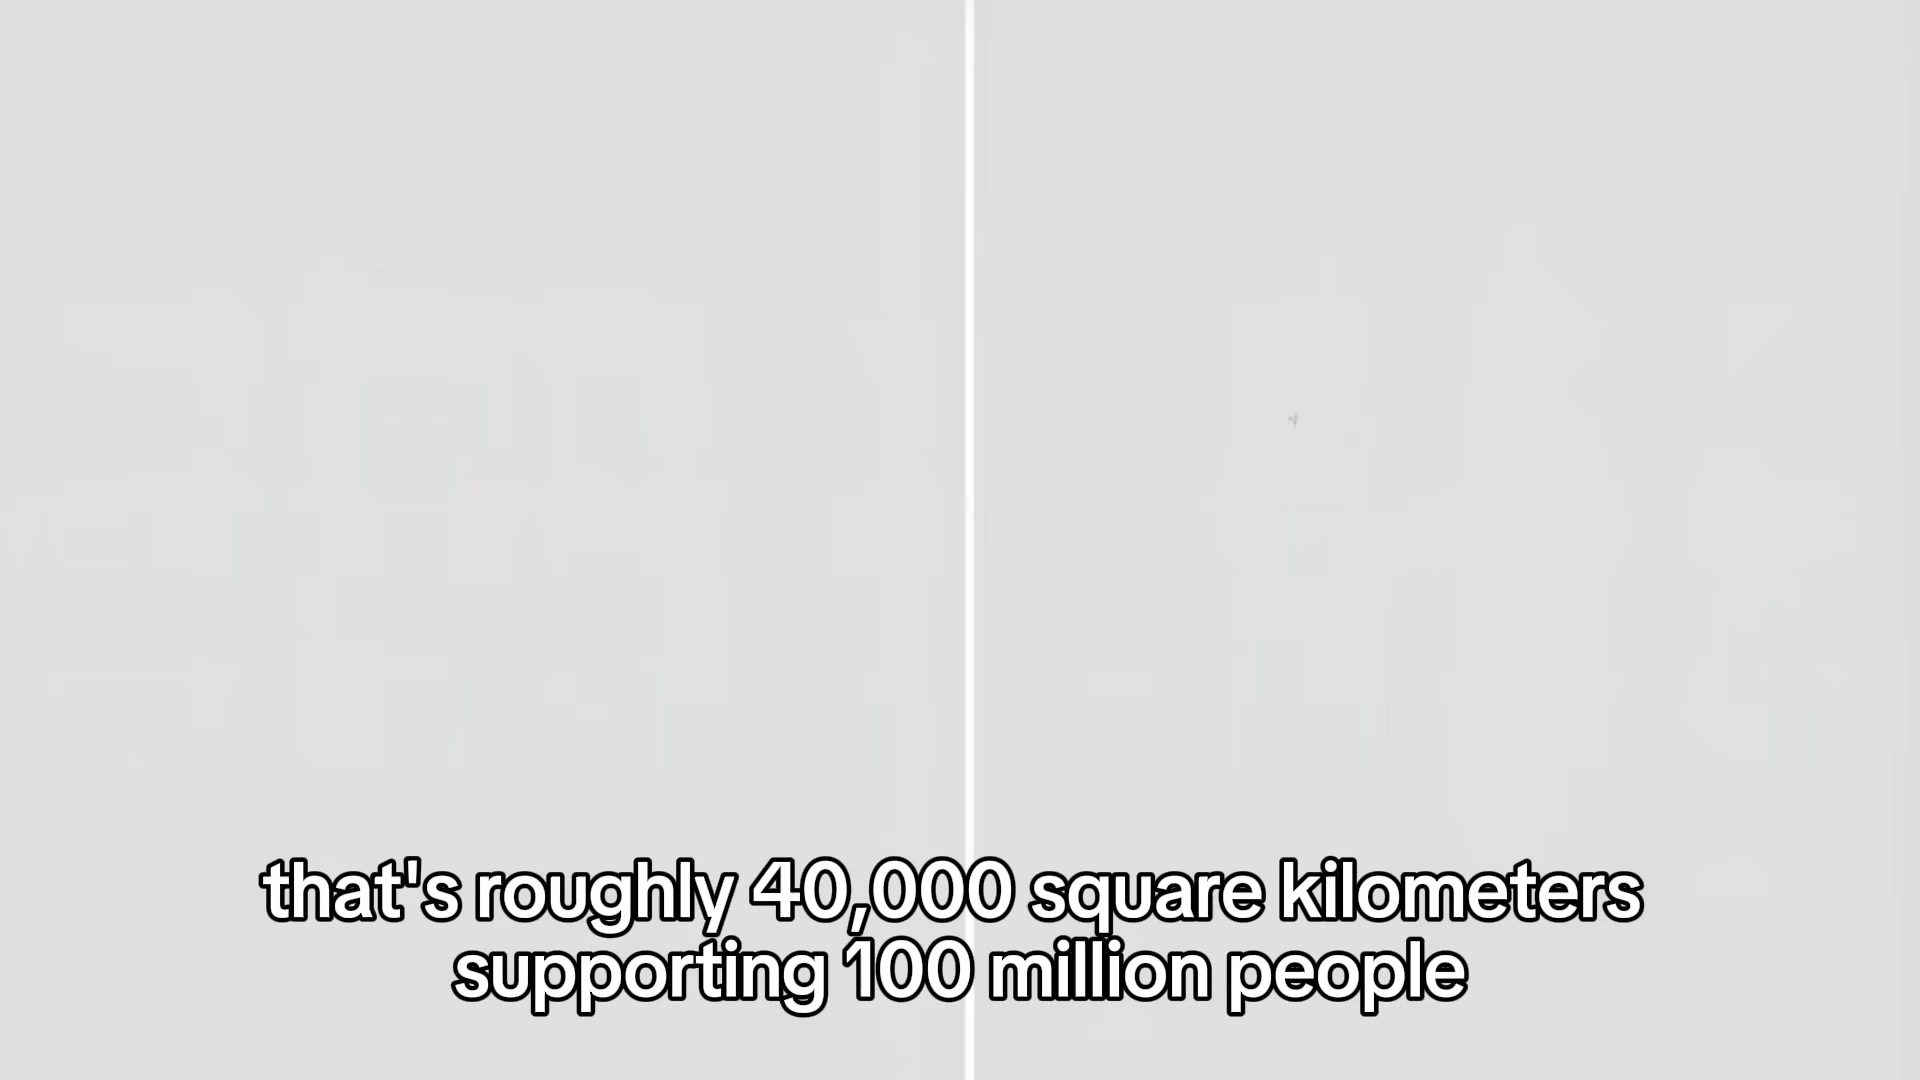 that's roughly 40,000 square kilometers
supporting 100 million people